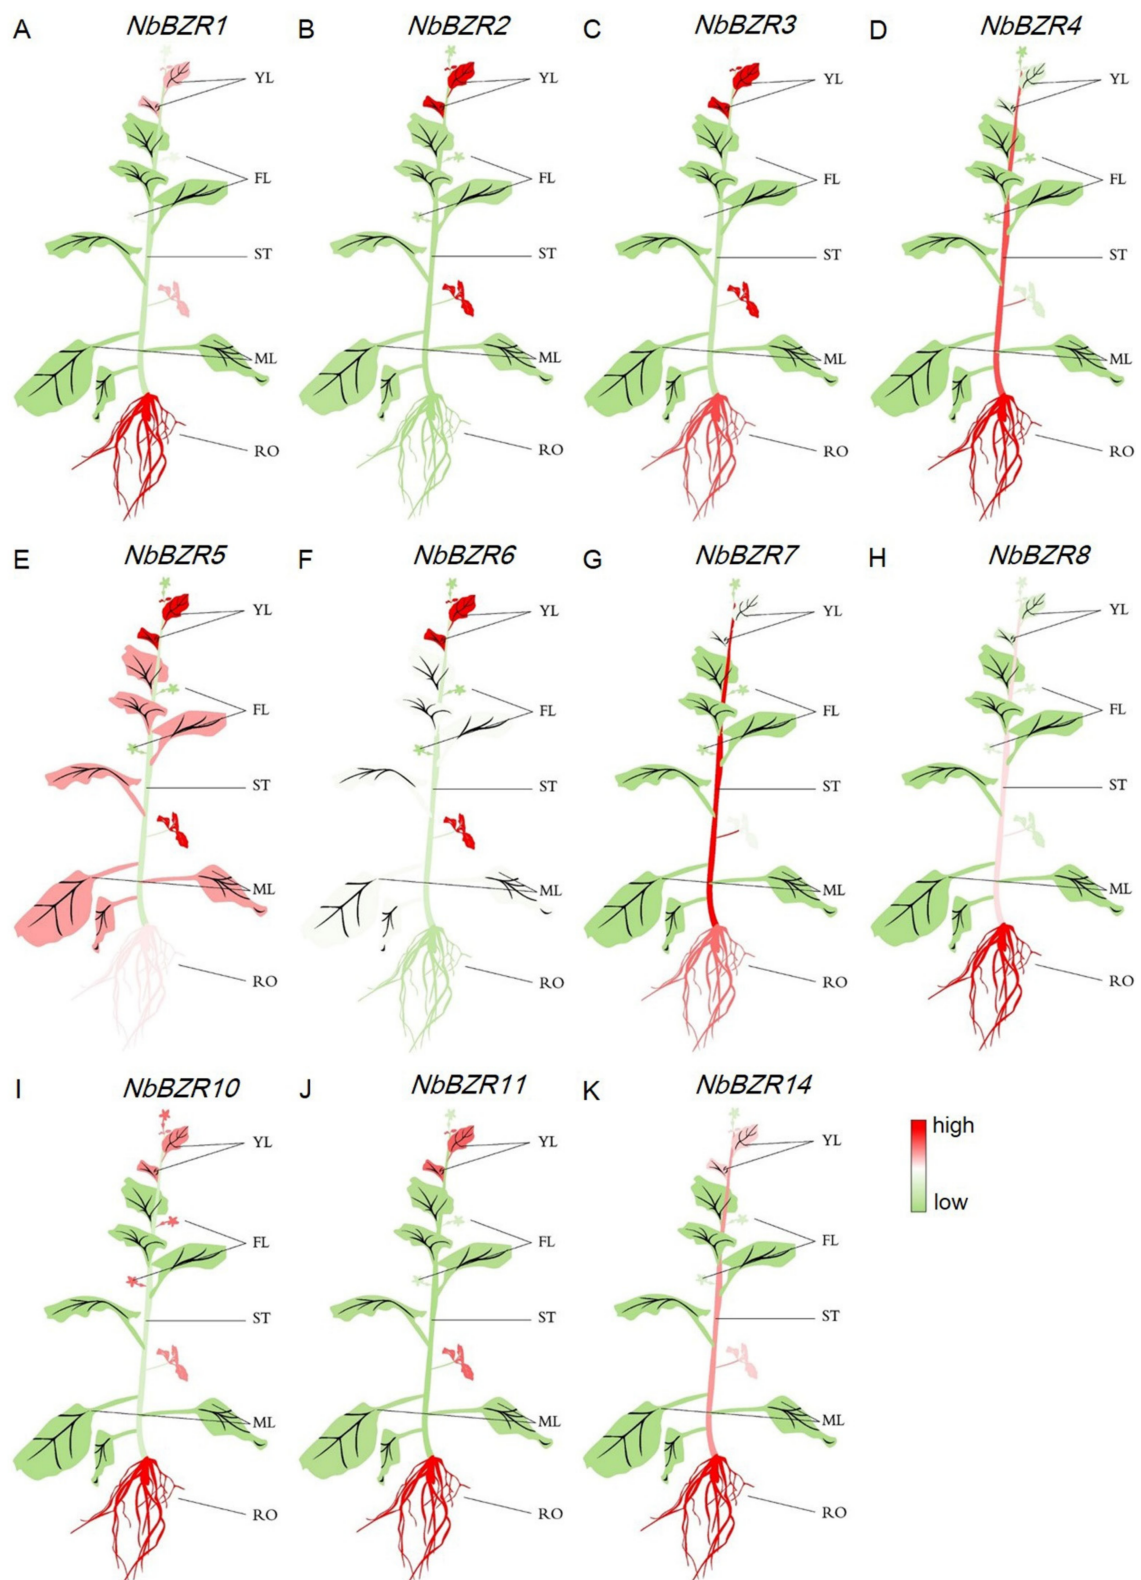 A NbBZR1 B NbBZR2 C NbBZR3 D NbBZR4
YL YL YL YL
FL FL FL FL
ST ST ST ST
ML ML ML ML
RO RO RO RO
E NbBZR5 F NbBZR6 G NbBZR7 H NbBZR8
YL YL YL YL
FL FL FL FL
ST ST ST ST
ML ML ML ML
RO RO RO RO
I NbBZR10 J NbBZR11 K NbBZR14
high
YL YL YL
low
FL FL FL
ST ST ST
ML ML ML
RO RO RO